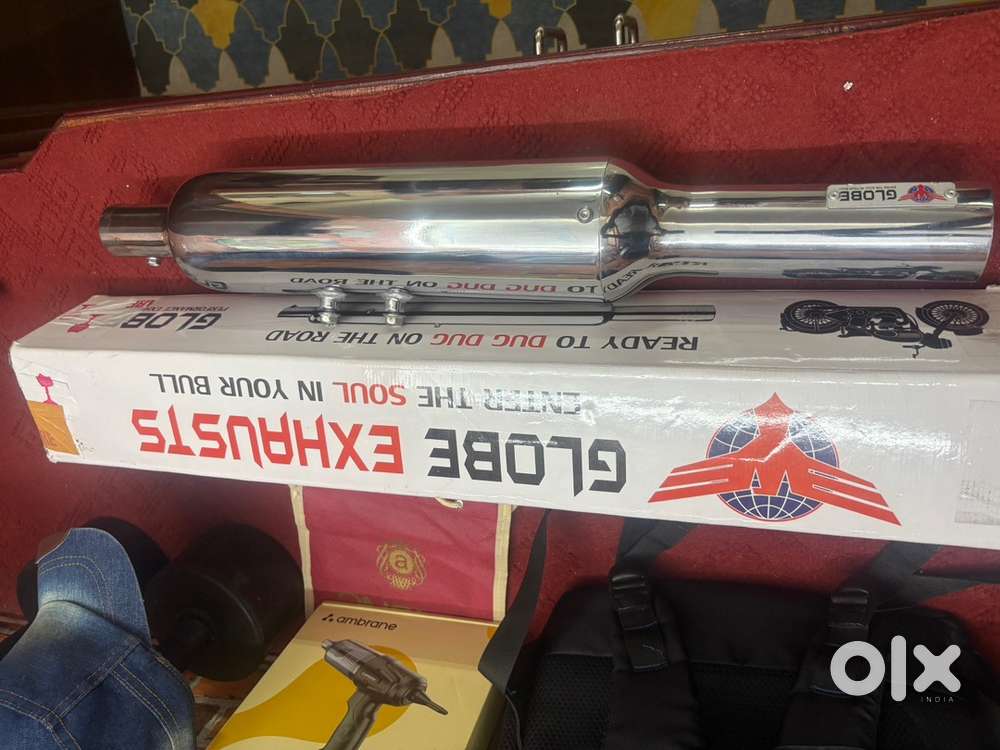 GLOBE
READY TO DUG DUG ON THE ROAD
GLOBE
READY TO DUG DUG ON THE ROAD
ENTER THE SOUL IN YOUR BULL
GLOBE EXHAUSTS
a
ambrane
olx
INDIA